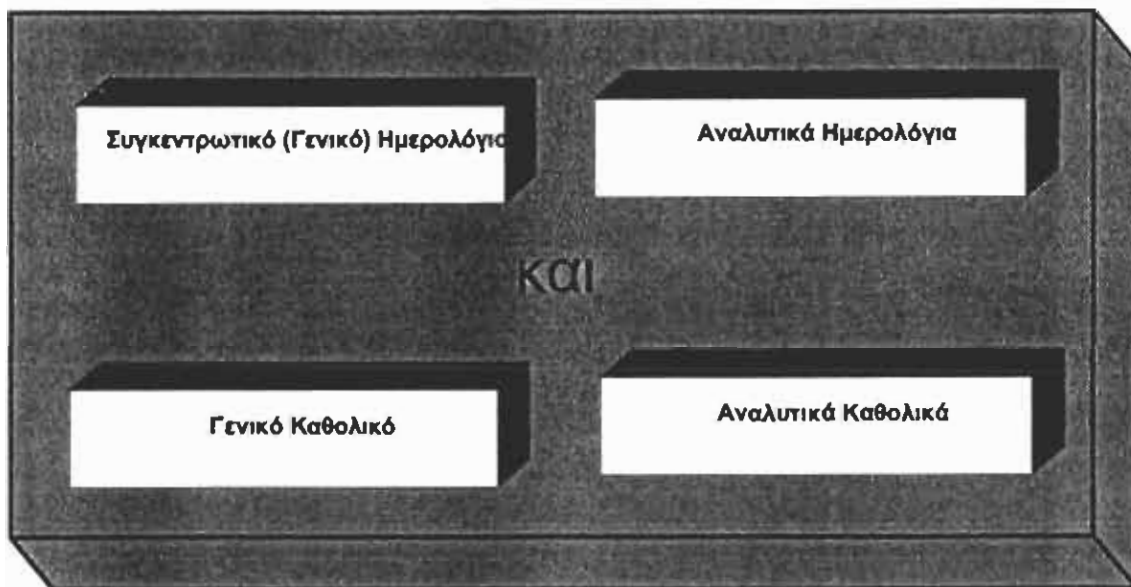 Συγκεντρωτικό (Γενικό) Ημερολόγιο
Αναλυτικά Ημερολόγια
και
Γενικό Καθολικό
Αναλυτικά Καθολικά